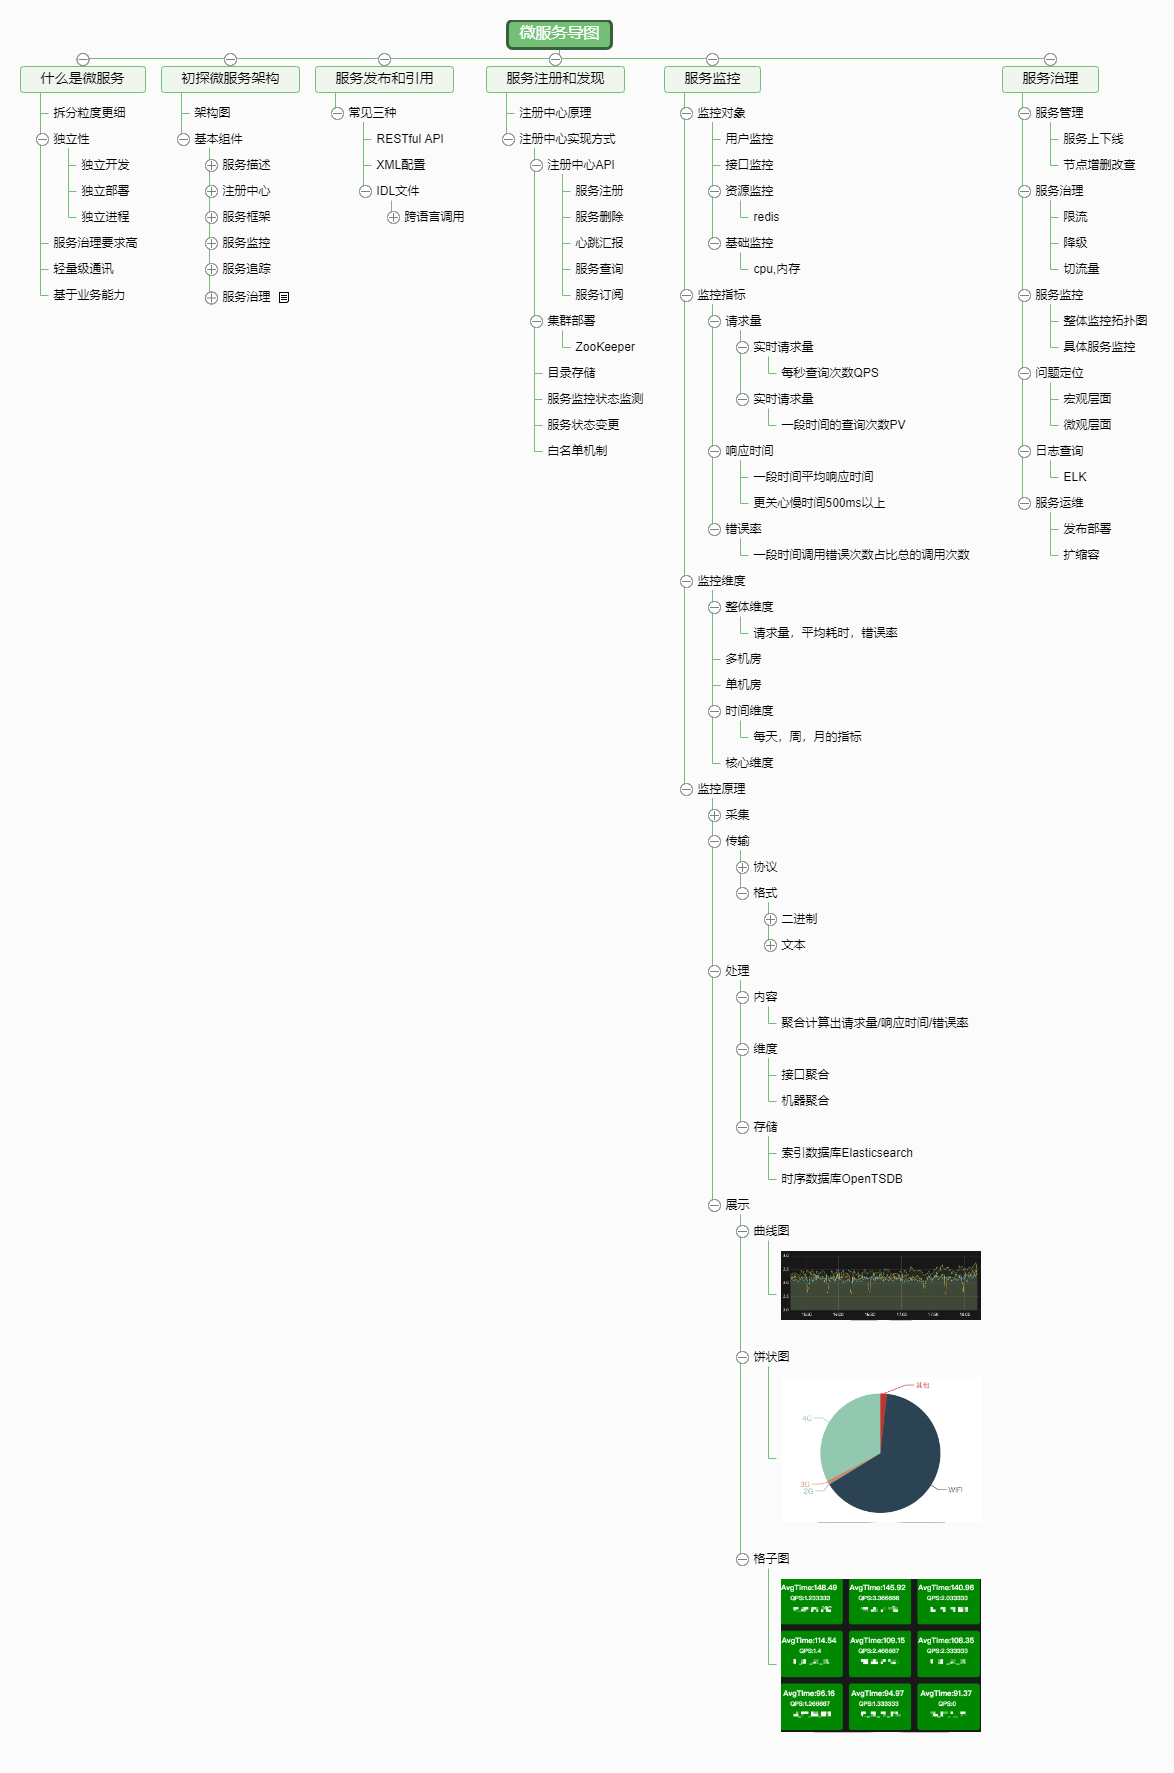 微服务导图
什么是微服务
拆分粒度更细
独立性
独立开发
独立部署
独立进程
服务治理要求高
轻量级通讯
基于业务能力
初探微服务架构
架构图
基本组件
服务描述
注册中心
服务框架
服务监控
服务追踪
服务治理
服务发布和引用
常见三种
RESTful API
XML配置
IDL文件
跨语言调用
服务注册和发现
注册中心原理
注册中心实现方式
注册中心API
服务注册
服务删除
心跳汇报
服务查询
服务订阅
集群部署
ZooKeeper
目录存储
服务监控状态监测
服务状态变更
白名单机制
服务监控
监控对象
用户监控
接口监控
资源监控
redis
基础监控
cpu,内存
监控指标
请求量
实时请求量
每秒查询次数QPS
实时请求量
一段时间的查询次数PV
响应时间
一段时间平均响应时间
更关心慢时间500ms以上
错误率
一段时间调用错误次数占比总的调用次数
监控维度
整体维度
请求量，平均耗时，错误率
多机房
单机房
时间维度
每天，周，月的指标
核心维度
监控原理
采集
传输
协议
格式
二进制
文本
处理
内容
聚合计算出请求量/响应时间/错误率
维度
接口聚合
机器聚合
存储
索引数据库Elasticsearch
时序数据库OpenTSDB
展示
曲线图
饼状图
其他
4G
3G
2G
WIFI
格子图
AvgTime:148.49
QPS:1.233333
AvgTime:145.92
QPS:3.366666
AvgTime:140.96
QPS:2.033333
AvgTime:114.54
QPS:1.4
AvgTime:109.15
QPS:2.466667
AvgTime:108.35
QPS:2.333333
AvgTime:96.16
QPS:1.266667
AvgTime:94.97
QPS:1.333333
AvgTime:91.37
QPS:0
服务治理
服务管理
服务上下线
节点增删改查
服务治理
限流
降级
切流量
服务监控
整体监控拓扑图
具体服务监控
问题定位
宏观层面
微观层面
日志查询
ELK
服务运维
发布部署
扩缩容